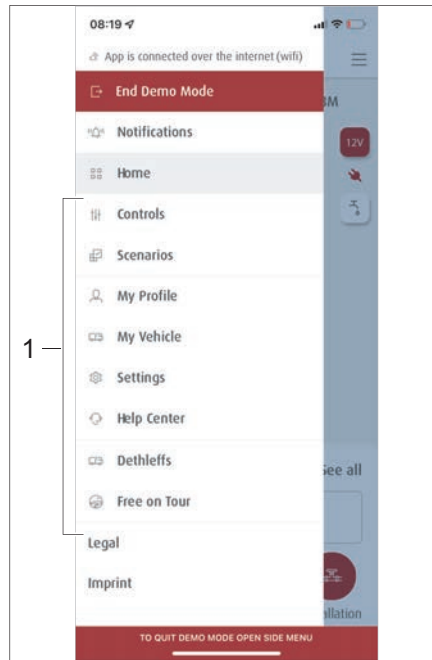 08:19
App is connected over the internet (wifi)
End Demo Mode
3M
Notifications
12V
Home
Controls
Scenarios
My Profile
1
My Vehicle
Settings
Help Center
Dethleffs
See all
Free on Tour
Legal
Imprint
allation
TO QUIT DEMO MODE OPEN SIDE MENU